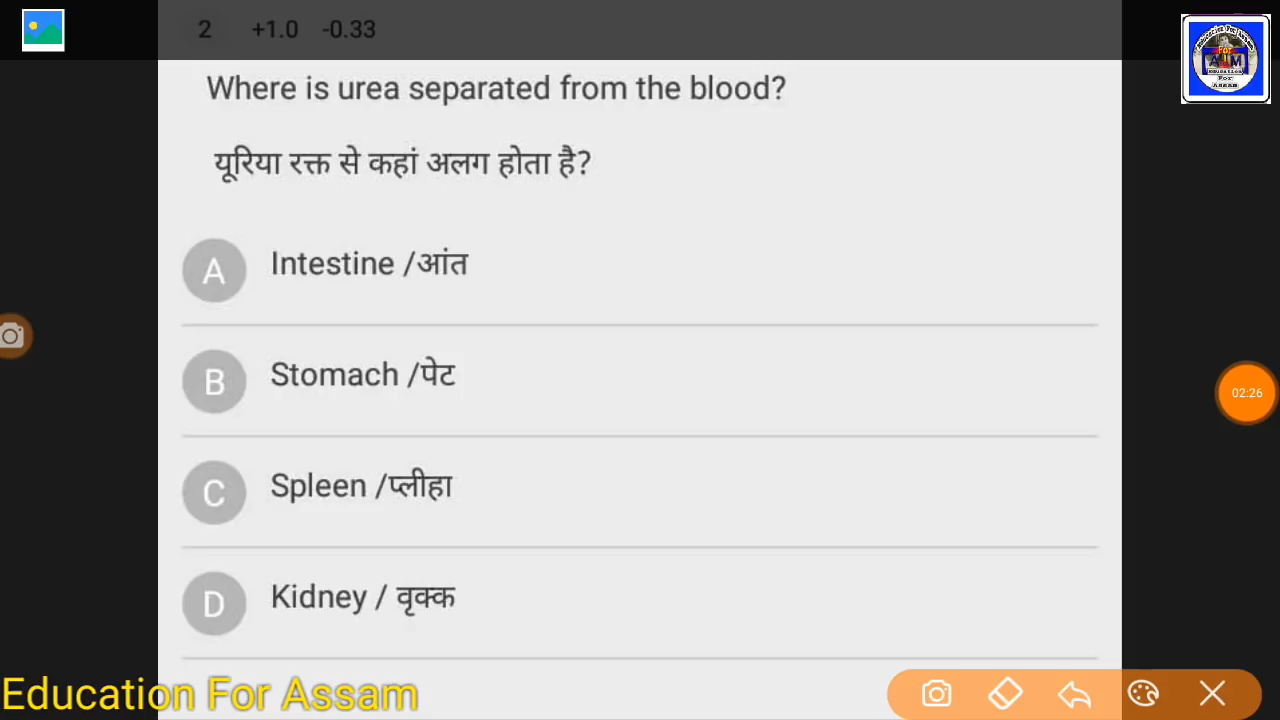 2 +1.0 -0.33
Where is urea separated from the blood?
यूरिया रक्त से कहां अलग होता है?
A Intestine /आंत
B Stomach /पेट
C Spleen /प्लीहा
D Kidney / वृक्क
02:26
Education For Assam